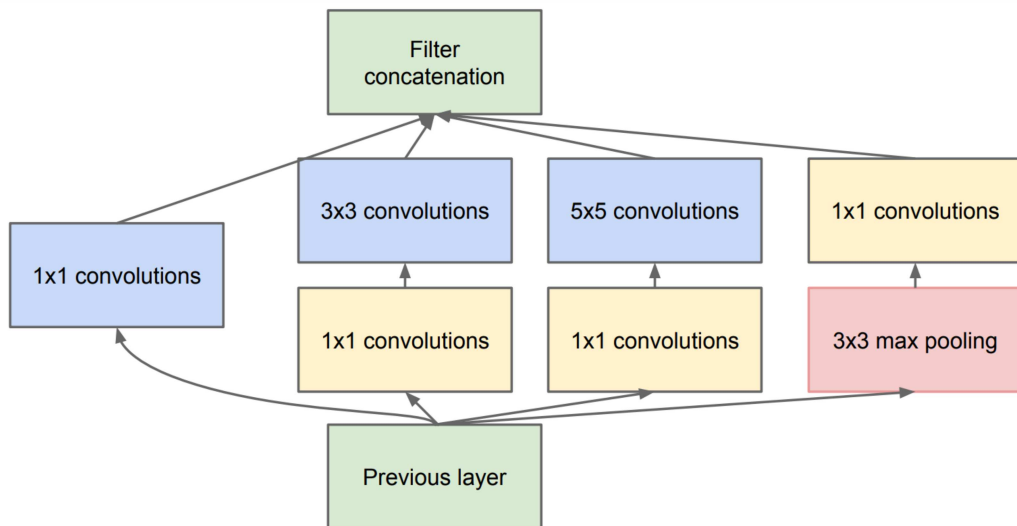 Filter
concatenation
3x3 convolutions
5x5 convolutions
1x1 convolutions
1x1 convolutions
1x1 convolutions
1x1 convolutions
3x3 max pooling
Previous layer